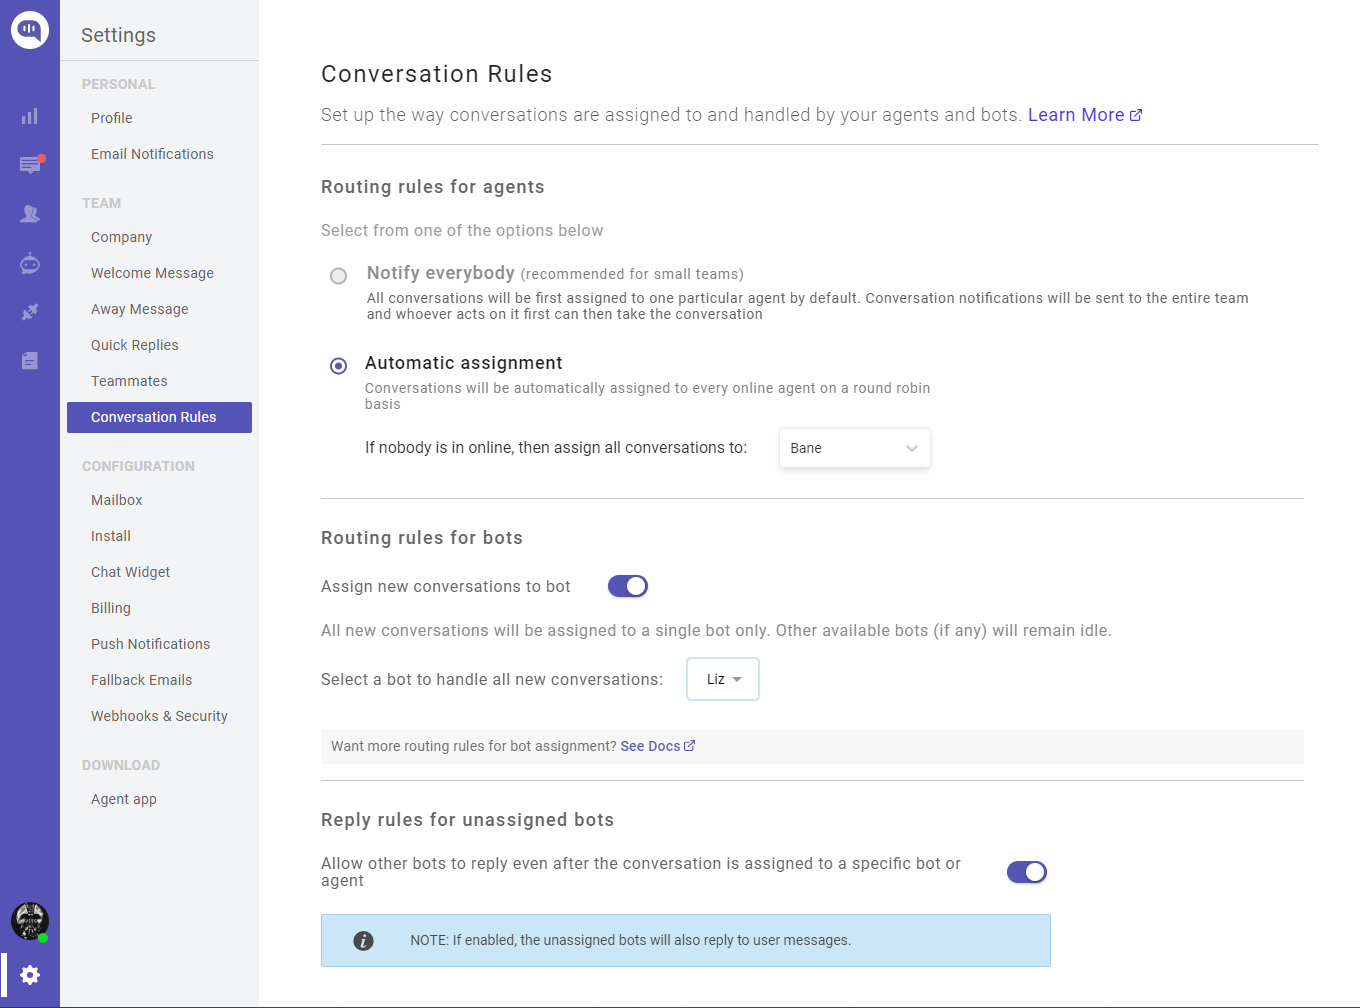 Settings
PERSONAL
Profile
Email Notifications
TEAM
Company
Welcome Message
Away Message
Quick Replies
Teammates
Conversation Rules
CONFIGURATION
Mailbox
Install
Chat Widget
Billing
Push Notifications
Fallback Emails
Webhooks & Security
DOWNLOAD
Agent app
Conversation Rules
Set up the way conversations are assigned to and handled by your agents and bots. Learn More
Routing rules for agents
Select from one of the options below
Notify everybody (recommended for small teams)
All conversations will be first assigned to one particular agent by default. Conversation notifications will be sent to the entire team
and whoever acts on it first can then take the conversation
Automatic assignment
Conversations will be automatically assigned to every online agent on a round robin
basis
If nobody is in online, then assign all conversations to: Bane
Routing rules for bots
Assign new conversations to bot
All new conversations will be assigned to a single bot only. Other available bots (if any) will remain idle.
Select a bot to handle all new conversations: Liz
Want more routing rules for bot assignment? See Docs
Reply rules for unassigned bots
Allow other bots to reply even after the conversation is assigned to a specific bot or
agent
NOTE: If enabled, the unassigned bots will also reply to user messages.